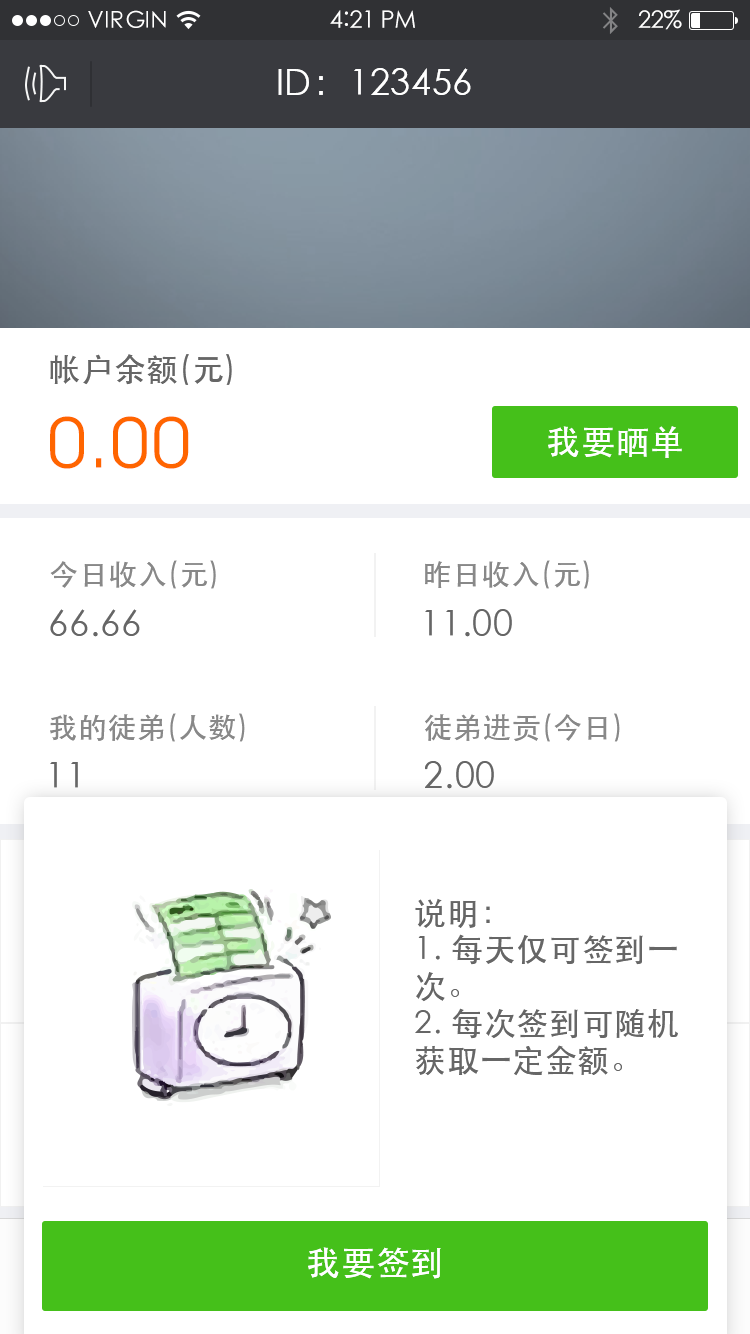 VIRGIN 4:21 PM 22%
ID：123456
帐户余额(元)
0.00
我要晒单
今日收入(元) 昨日收入(元)
66.66 11.00
我的徒弟(人数) 徒弟进贡(今日)
11 2.00
说明：
1. 每天仅可签到一
次。
2. 每次签到可随机
获取一定金额。
我要签到